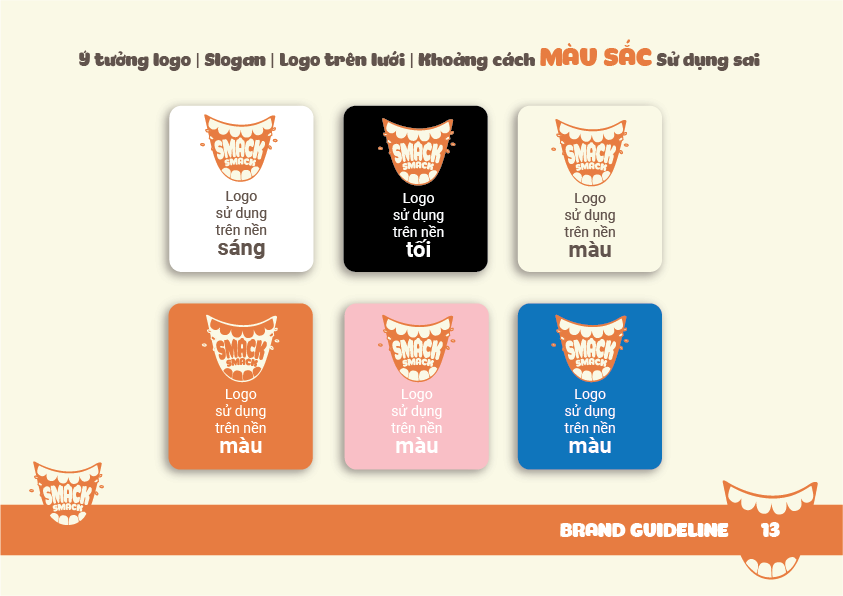 Ý tưởng logo | Slogan | Logo trên lưới | Khoảng cách MÀU SẮC Sử dụng sai
SMACK
SMACK
Logo
sử dụng
trên nền
sáng
SMACK
SMACK
Logo
sử dụng
trên nền
tối
SMACK
SMACK
Logo
sử dụng
trên nền
màu
SMACK
SMACK
Logo
sử dụng
trên nền
màu
SMACK
SMACK
Logo
sử dụng
trên nền
màu
SMACK
SMACK
Logo
sử dụng
trên nền
màu
SMACK
SMACK
BRAND GUIDELINE 13